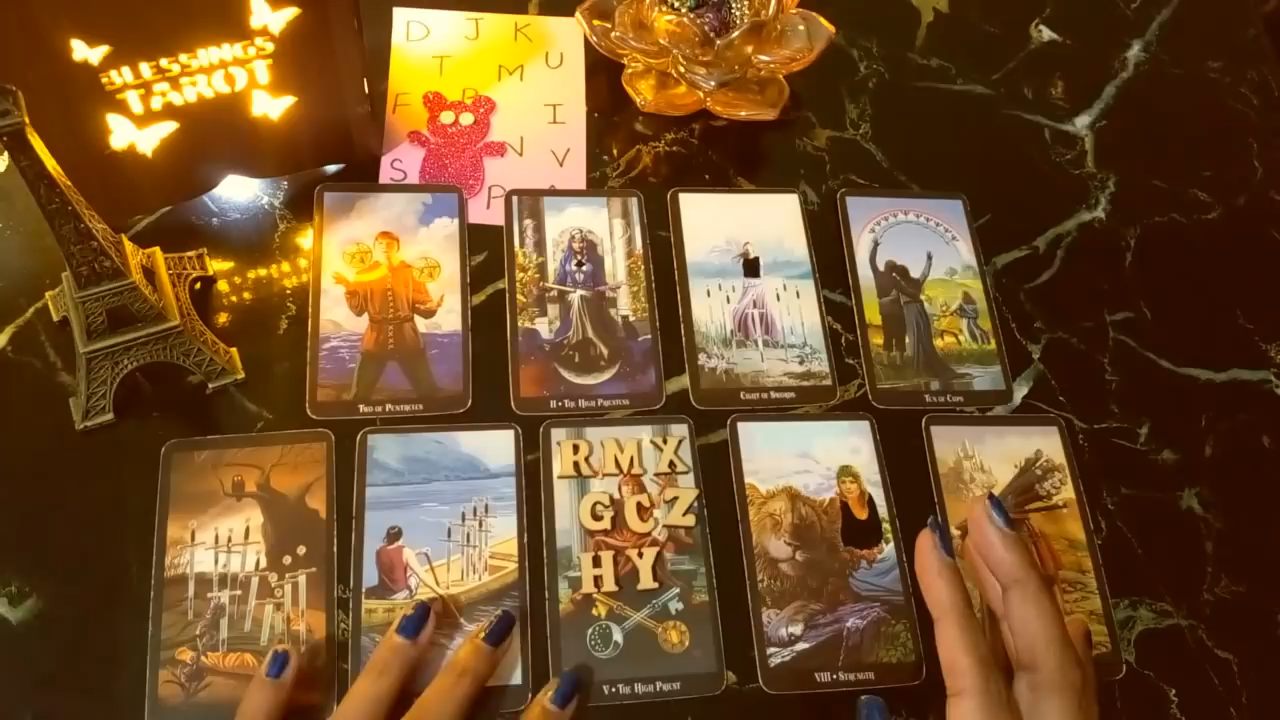 BLESSINGS
TAROT
D J K
T M U
F B I
N V
S P
TWO OF PENTACLES
II • THE HIGH PRIESTESS
EIGHT OF SWORDS
TEN OF CUPS
RMX
GCZ
HY
V • THE HIGH PRIEST
VIII • STRENGTH